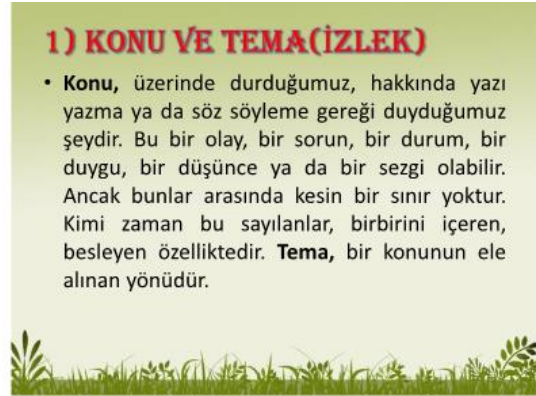 1) KONU VE TEMA(İZLEK)
• Konu, üzerinde durduğumuz, hakkında yazı
yazma ya da söz söyleme gereği duyduğumuz
şeydir. Bu bir olay, bir sorun, bir durum, bir
duygu, bir düşünce ya da bir sezgi olabilir.
Ancak bunlar arasında kesin bir sınır yoktur.
Kimi zaman bu sayılanlar, birbirini içeren,
besleyen özelliktedir. Tema, bir konunun ele
alınan yönüdür.